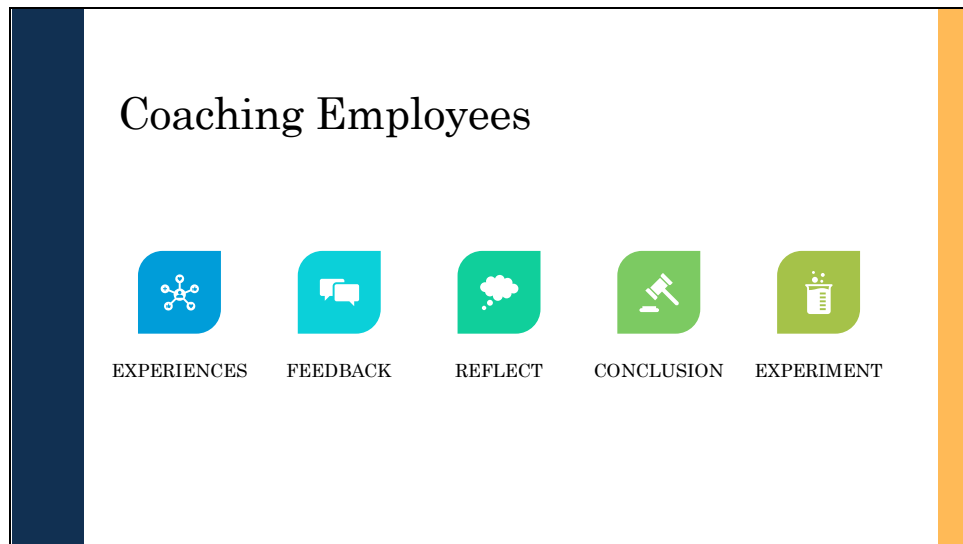 Coaching Employees
EXPERIENCES
FEEDBACK
REFLECT
CONCLUSION
EXPERIMENT